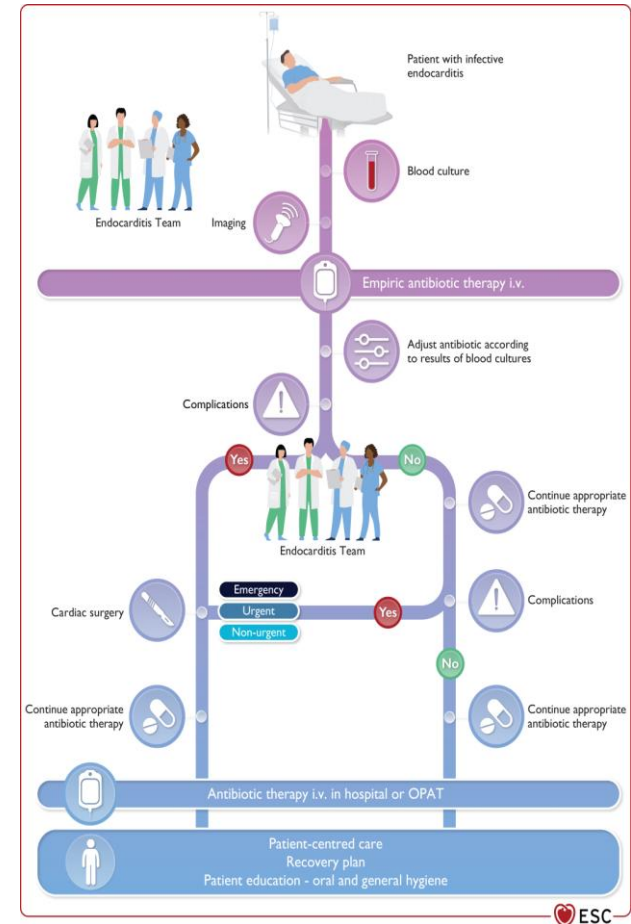 Patient with infective
endocarditis
Blood culture
Endocarditis Team
Imaging
Empiric antibiotic therapy i.v.
Adjust antibiotic according
to results of blood cultures
Complications
Yes
No
Endocarditis Team
Continue appropriate
antibiotic therapy
Emergency
Cardiac surgery
Urgent
Yes
Complications
Non-urgent
No
Continue appropriate
antibiotic therapy
Continue appropriate
antibiotic therapy
Antibiotic therapy i.v. in hospital or OPAT
Patient-centred care
Recovery plan
Patient education - oral and general hygiene
ESC